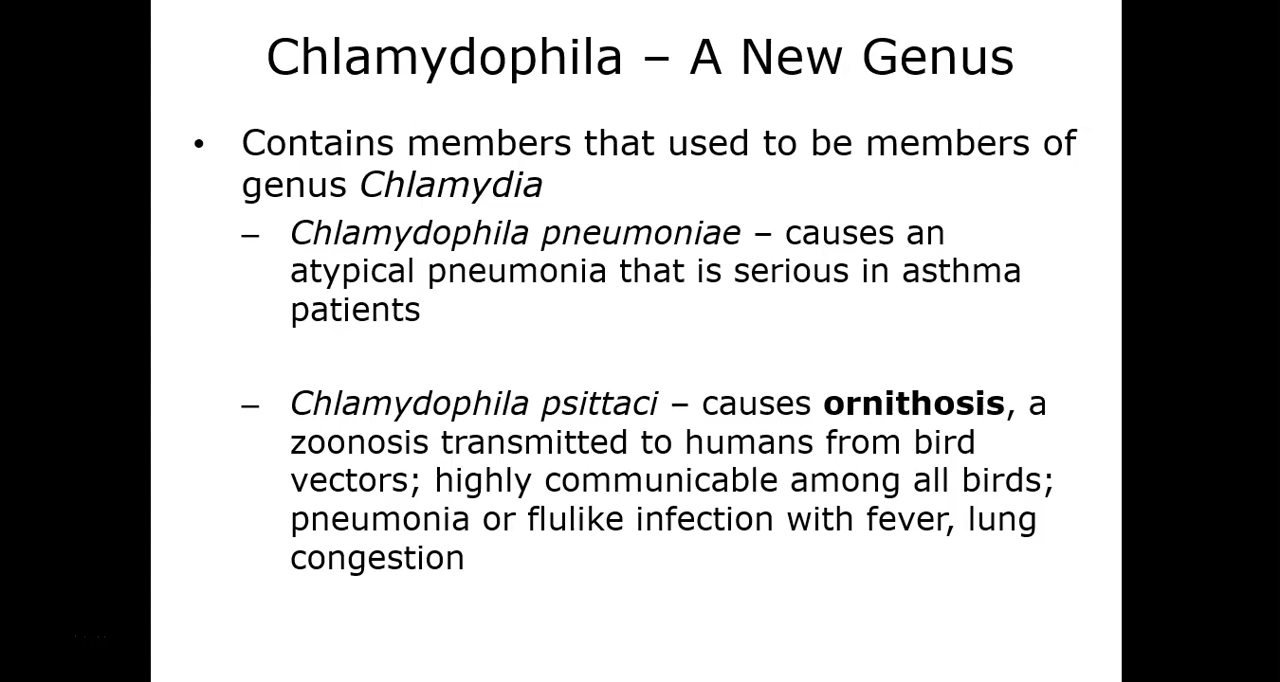 Chlamydophila – A New Genus
• Contains members that used to be members of
genus Chlamydia
– Chlamydophila pneumoniae – causes an
atypical pneumonia that is serious in asthma
patients
– Chlamydophila psittaci – causes ornithosis, a
zoonosis transmitted to humans from bird
vectors; highly communicable among all birds;
pneumonia or flulike infection with fever, lung
congestion